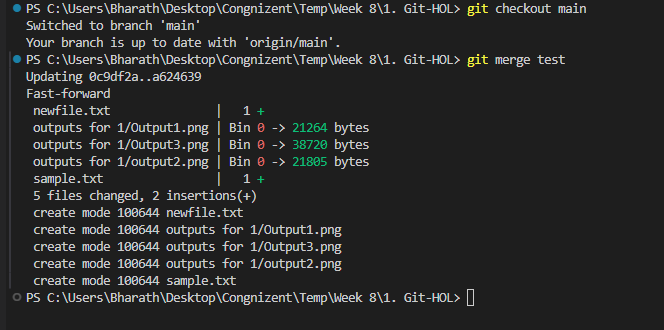 PS C:\Users\Bharath\Desktop\Congnizent\Temp\Week 8\1. Git-HOL> git checkout main
Switched to branch 'main'
Your branch is up to date with 'origin/main'.
PS C:\Users\Bharath\Desktop\Congnizent\Temp\Week 8\1. Git-HOL> git merge test
Updating 0c9df2a..a624639
Fast-forward
 newfile.txt                 |   1 +
 outputs for 1/Output1.png | Bin 0 -> 21264 bytes
 outputs for 1/Output3.png | Bin 0 -> 38720 bytes
 outputs for 1/output2.png | Bin 0 -> 21805 bytes
 sample.txt                  |   1 +
 5 files changed, 2 insertions(+)
 create mode 100644 newfile.txt
 create mode 100644 outputs for 1/Output1.png
 create mode 100644 outputs for 1/Output3.png
 create mode 100644 outputs for 1/output2.png
 create mode 100644 sample.txt
PS C:\Users\Bharath\Desktop\Congnizent\Temp\Week 8\1. Git-HOL>